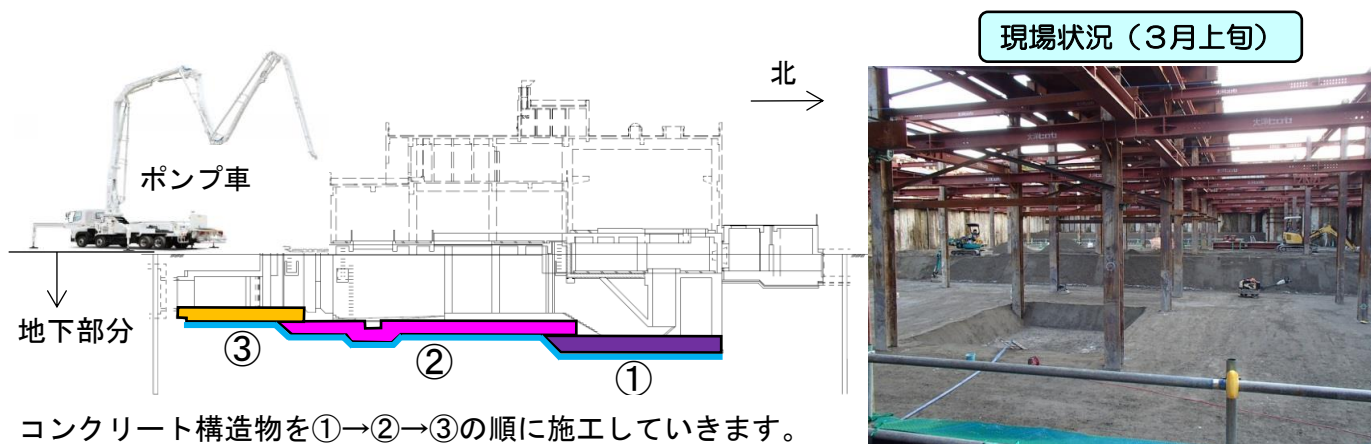 現場状況（３月上旬）
北
ポンプ車
地下部分
③
②
①
コンクリート構造物を①→②→③の順に施工していきます。